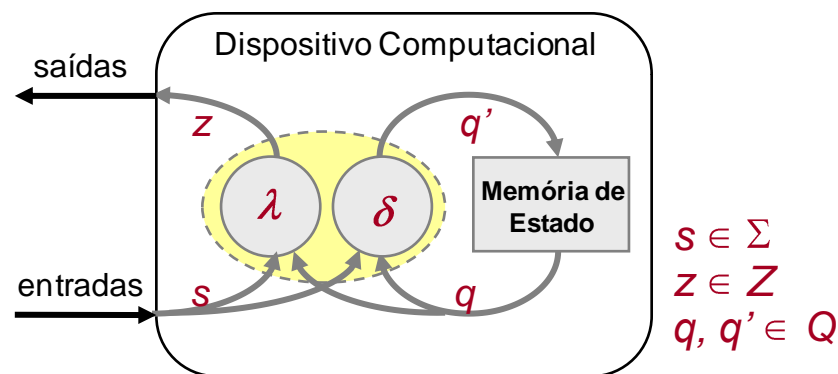 Dispositivo Computacional
saídas
z
q’
λ
δ
Memória de
Estado
entradas
s
q
s ∈ Σ
z ∈ Z
q, q’ ∈ Q